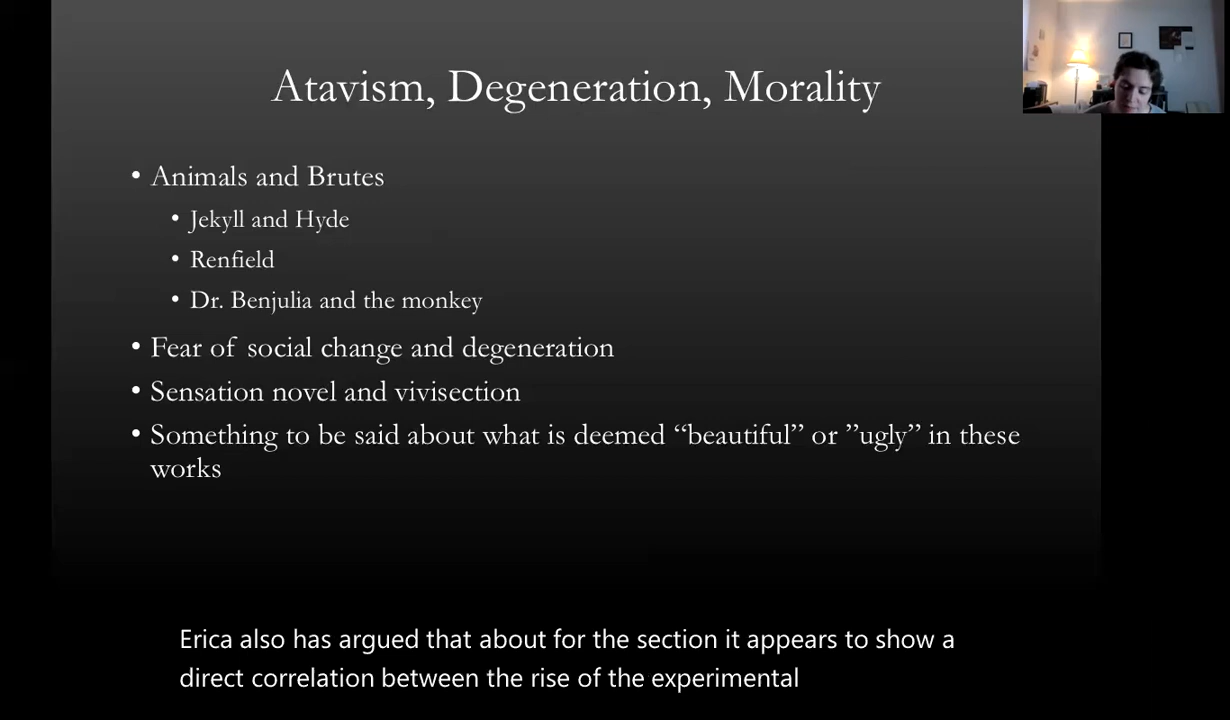 Atavism, Degeneration, Morality
• Animals and Brutes
• Jekyll and Hyde
• Renfield
• Dr. Benjulia and the monkey
• Fear of social change and degeneration
• Sensation novel and vivisection
• Something to be said about what is deemed “beautiful” or ”ugly” in these
works
Erica also has argued that about for the section it appears to show a
direct correlation between the rise of the experimental